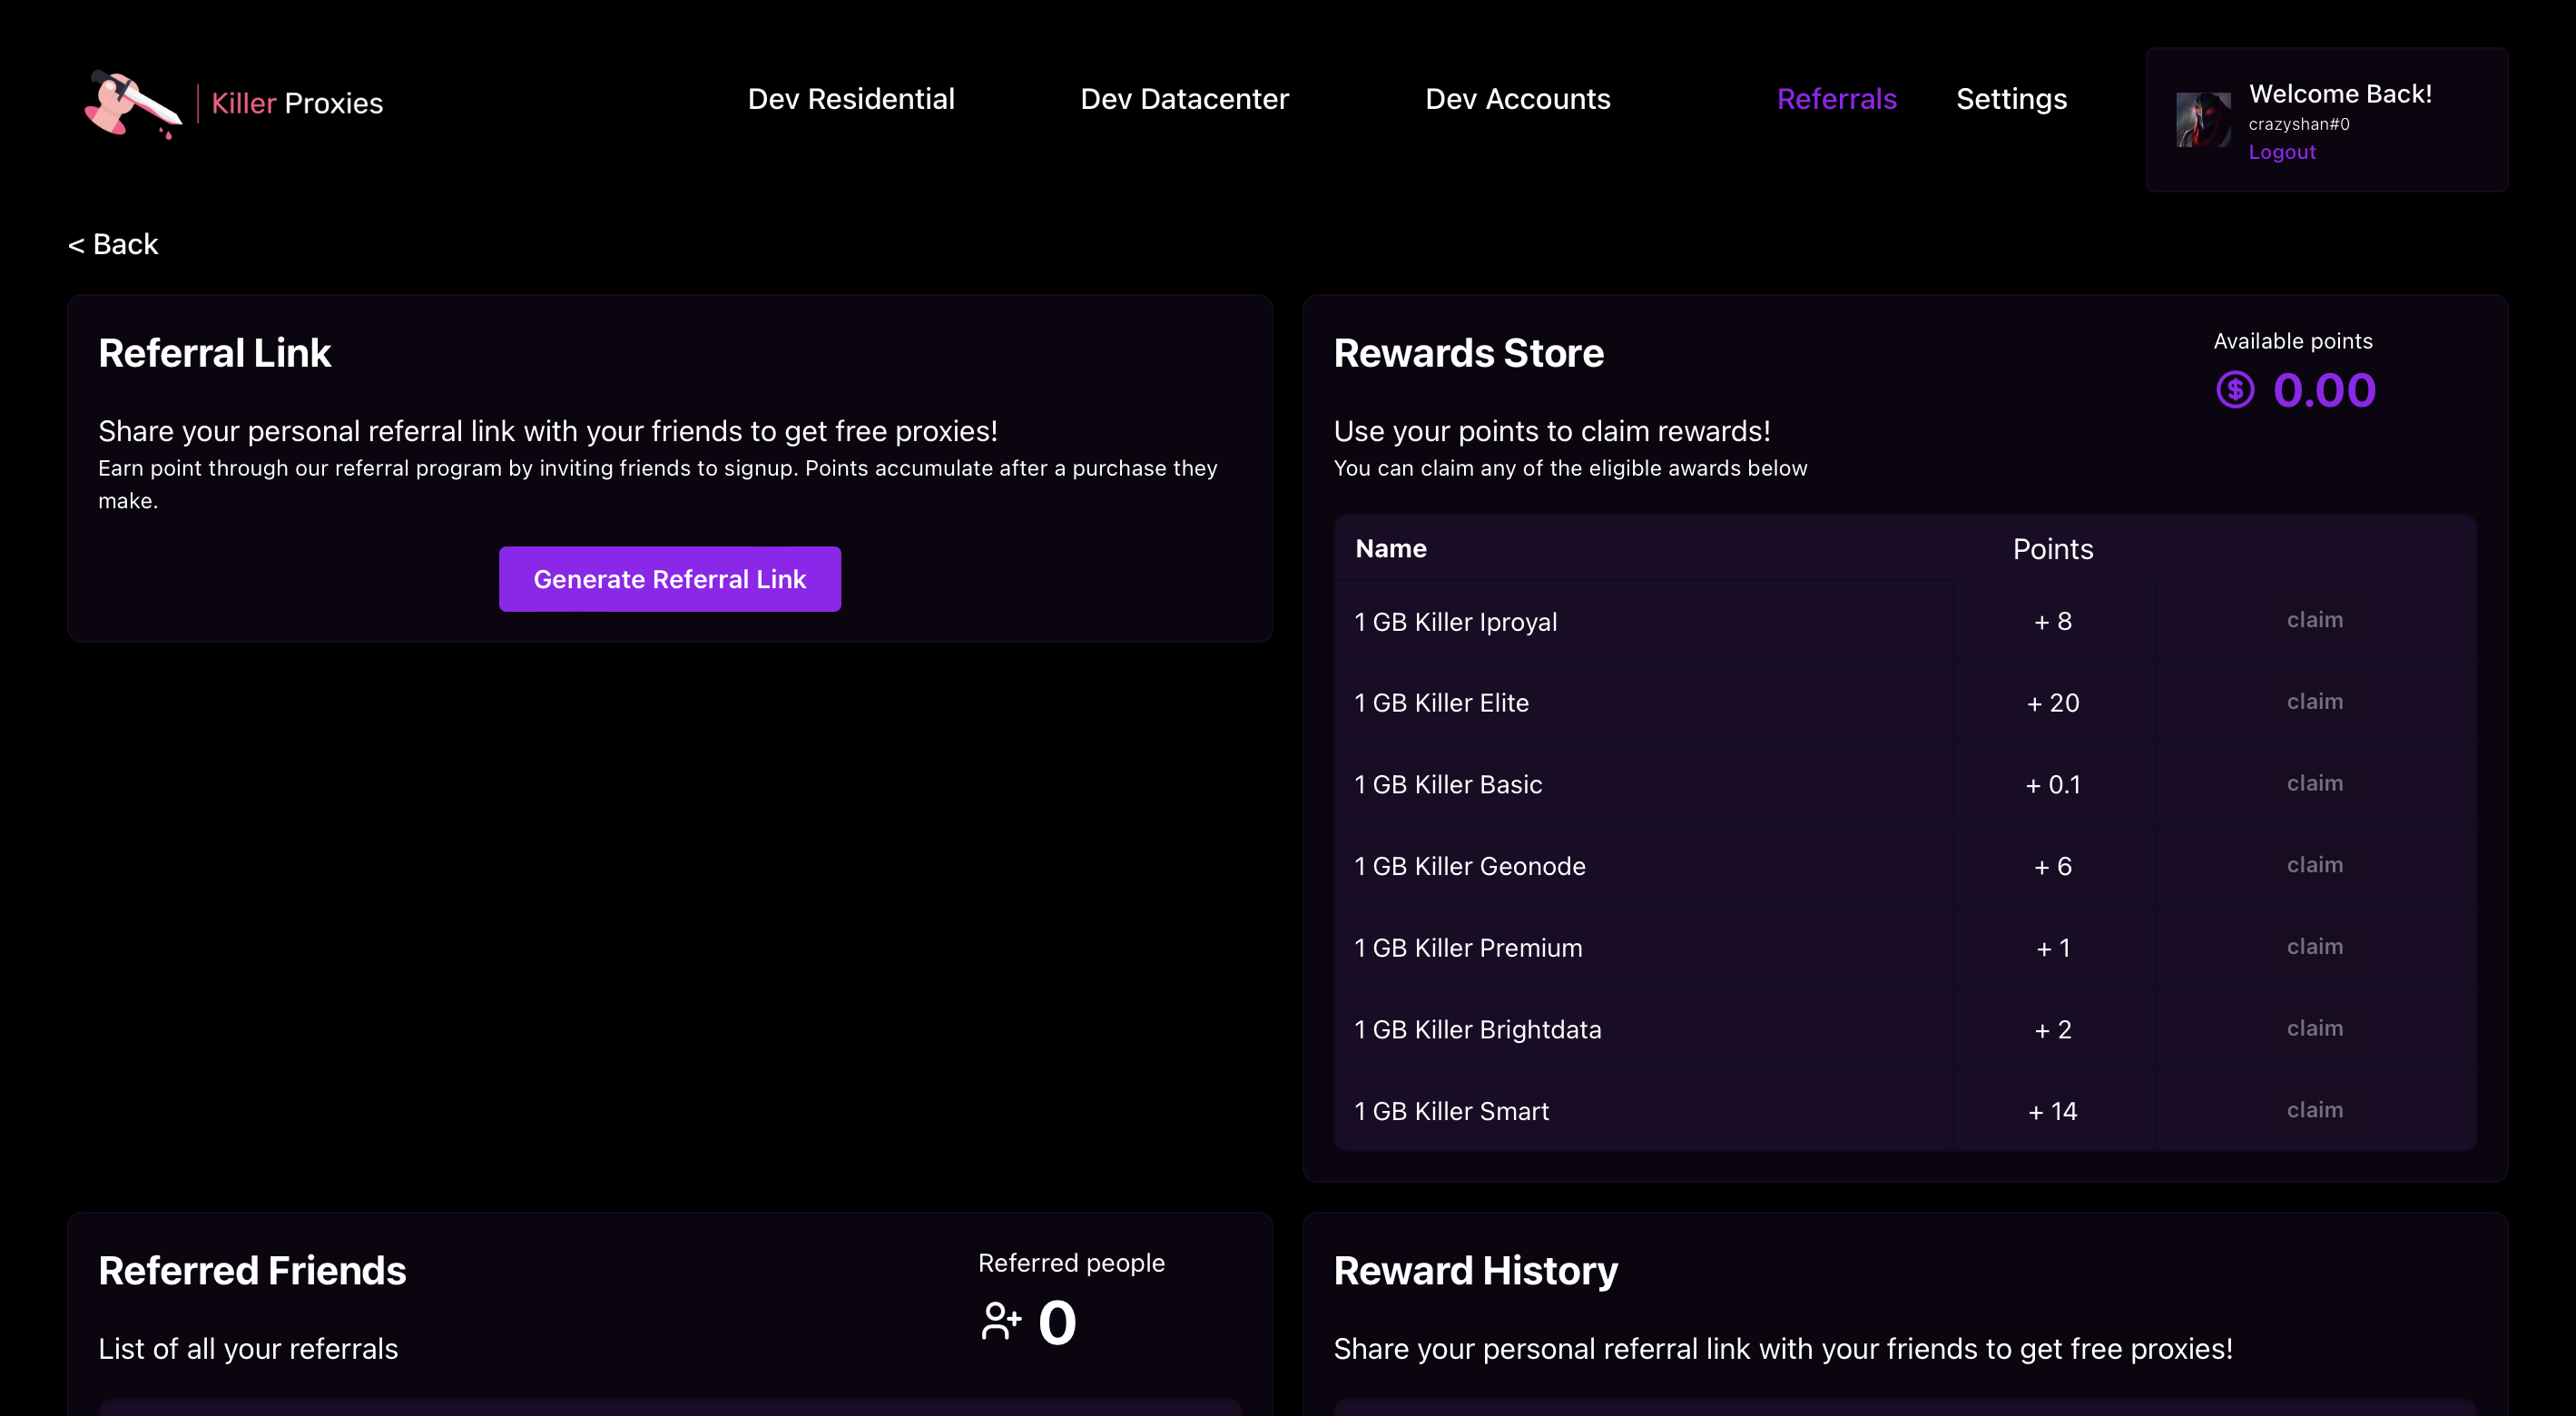 Killer Proxies
Dev Residential
Dev Datacenter
Dev Accounts
Referrals
Settings
Welcome Back!
crazyshan#0
Logout
< Back
Referral Link
Share your personal referral link with your friends to get free proxies!
Earn point through our referral program by inviting friends to signup. Points accumulate after a purchase they
make.
Generate Referral Link
Rewards Store
Available points
$ 0.00
Use your points to claim rewards!
You can claim any of the eligible awards below
Name Points
1 GB Killer Iproyal + 8 claim
1 GB Killer Elite + 20 claim
1 GB Killer Basic + 0.1 claim
1 GB Killer Geonode + 6 claim
1 GB Killer Premium + 1 claim
1 GB Killer Brightdata + 2 claim
1 GB Killer Smart + 14 claim
Referred Friends
Referred people
0
List of all your referrals
Reward History
Share your personal referral link with your friends to get free proxies!